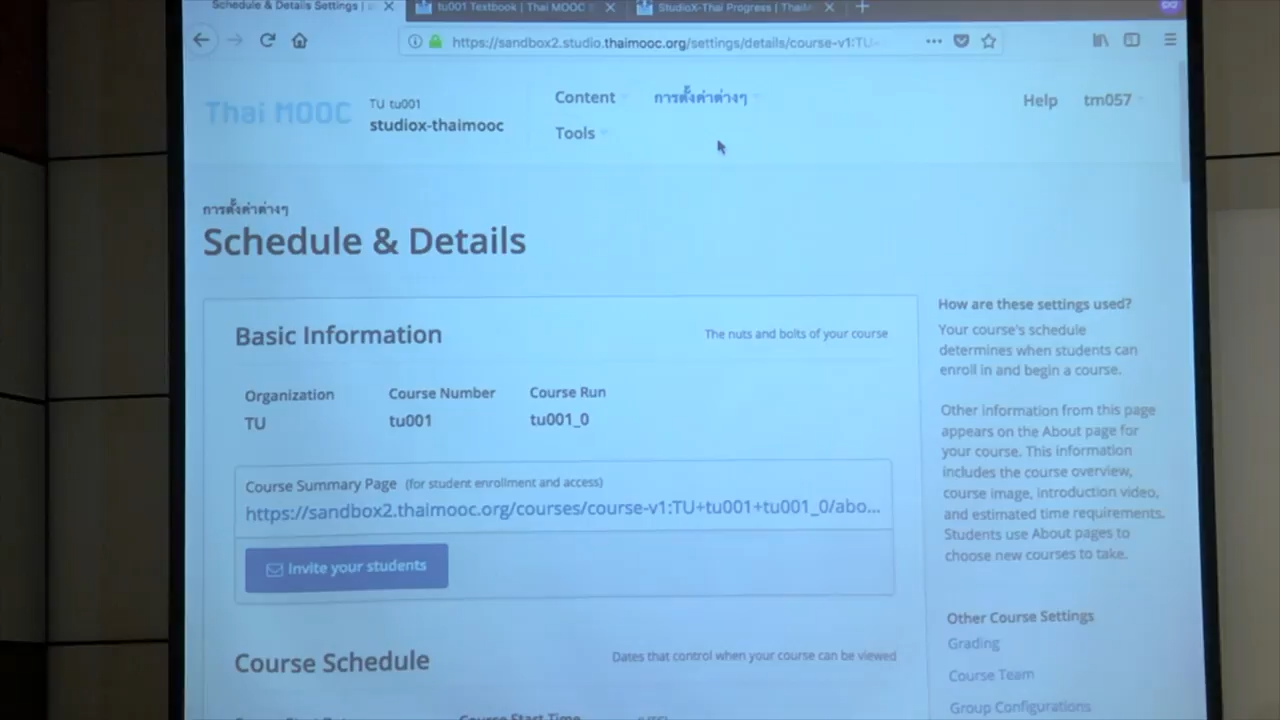 Schedule & Details Settings |
tu001 Textbook | Thai MOOC
StudioX-Thai Progress |
https://sandbox2.studio.thaimooc.org/settings/details/course-v1:TU-
Thai MOOC
TU tu001
studiox-thaimooc
Content
การตั้งค่าต่างๆ
Tools
Help
tm057
การตั้งค่าต่างๆ
Schedule & Details
Basic Information
The nuts and bolts of your course
Organization
Course Number
Course Run
TU
tu001
tu001_0
Course Summary Page (for student enrollment and access)
https://sandbox2.thaimooc.org/courses/course-v1:TU+tu001+tu001_0/abo...
Invite your students
Course Schedule
Dates that control when your course can be viewed
How are these settings used?
Your course's schedule
determines when students can
enroll in and begin a course.
Other information from this page
appears on the About page for
your course. This information
includes the course overview,
course image, introduction video,
and estimated time requirements.
Students use About pages to
choose new courses to take.
Other Course Settings
Grading
Course Team
Group Configurations